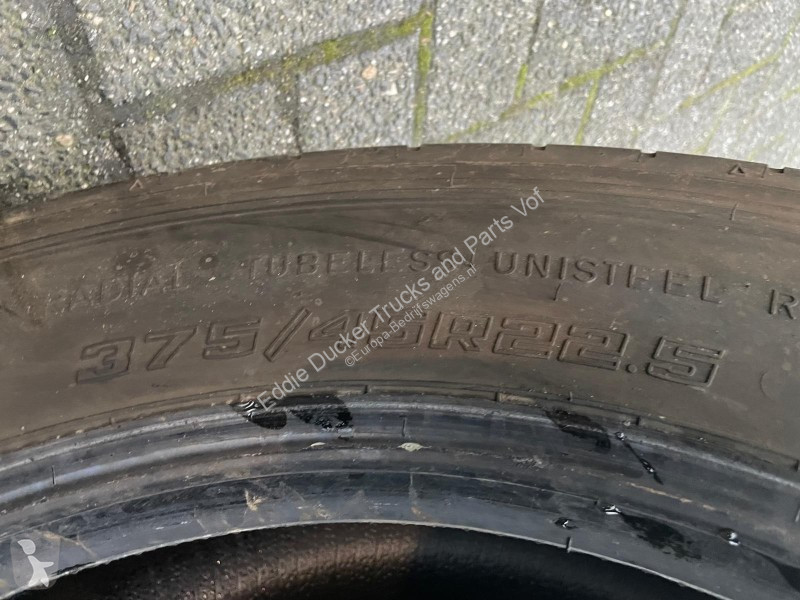 RADIAL TUBELESS UNISTEEL R
375/45R22.5
Eddie Ducker Trucks and Parts Vof
©Europa-Bedrijfswagens.nl